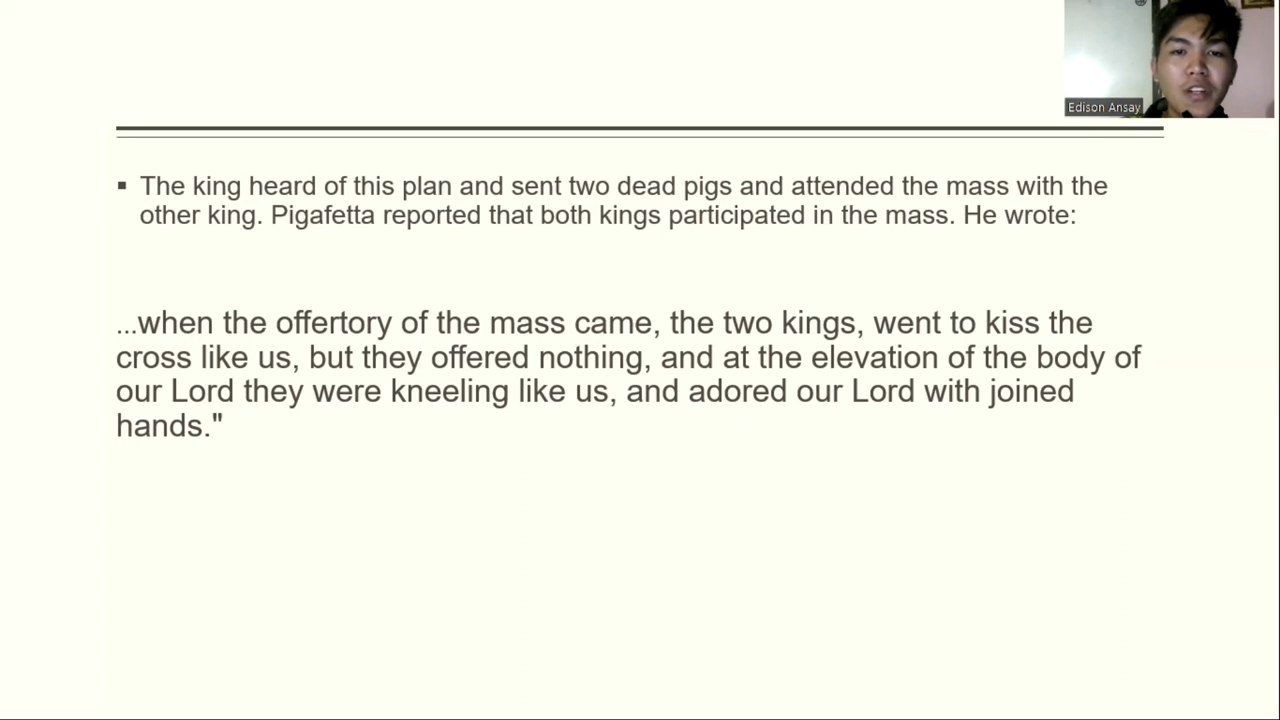 Edison Ansay
▪ The king heard of this plan and sent two dead pigs and attended the mass with the
other king. Pigafetta reported that both kings participated in the mass. He wrote:
...when the offertory of the mass came, the two kings, went to kiss the
cross like us, but they offered nothing, and at the elevation of the body of
our Lord they were kneeling like us, and adored our Lord with joined
hands."